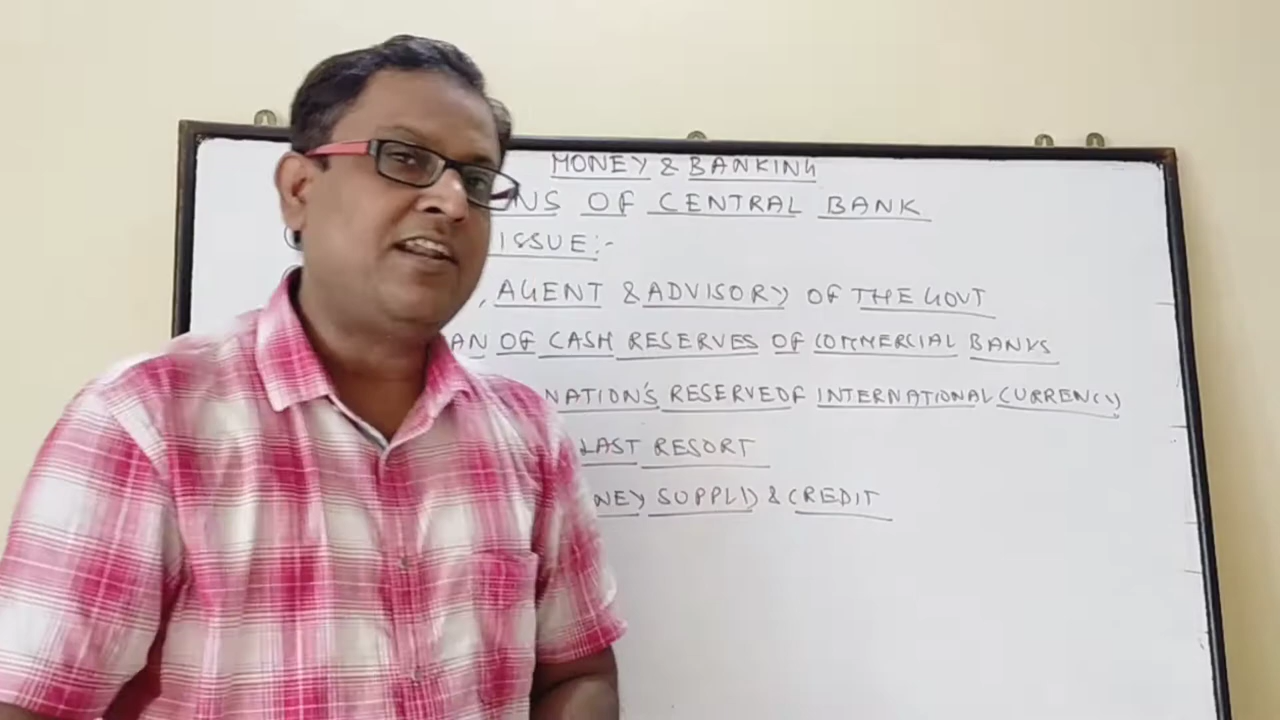 MONEY & BANKING
NS OF CENTRAL BANK
ISSUE:-
, AGENT & ADVISORY OF THE GOVT
AN OF CASH RESERVES OF COMMERCIAL BANKS
NATION'S RESERVE OF INTERNATIONAL CURRENCY
LAST RESORT
NEY SUPPLY & CREDIT